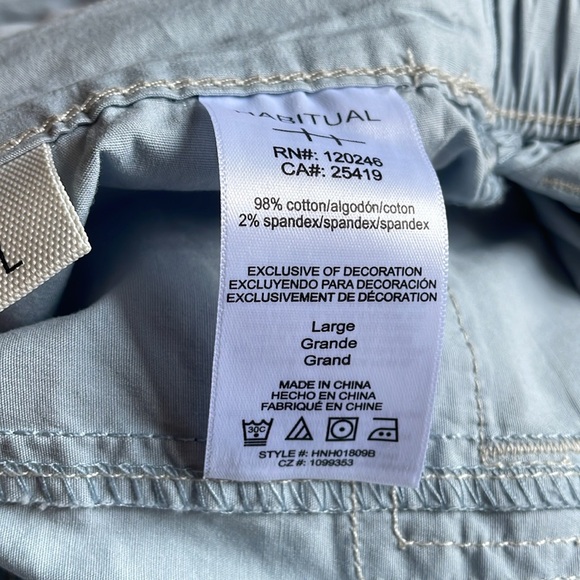 HABITUAL
RN#: 120246
CA#: 25419
98% cotton/algodón/coton
2% spandex/spandex/spandex
EXCLUSIVE OF DECORATION
EXCLUYENDO PARA DECORACIÓN
EXCLUSIVEMENT DE DÉCORATION
Large
Grande
Grand
MADE IN CHINA
HECHO EN CHINA
FABRIQUÉ EN CHINE
30C
STYLE #: HNH01809B
CZ #: 1099353
L